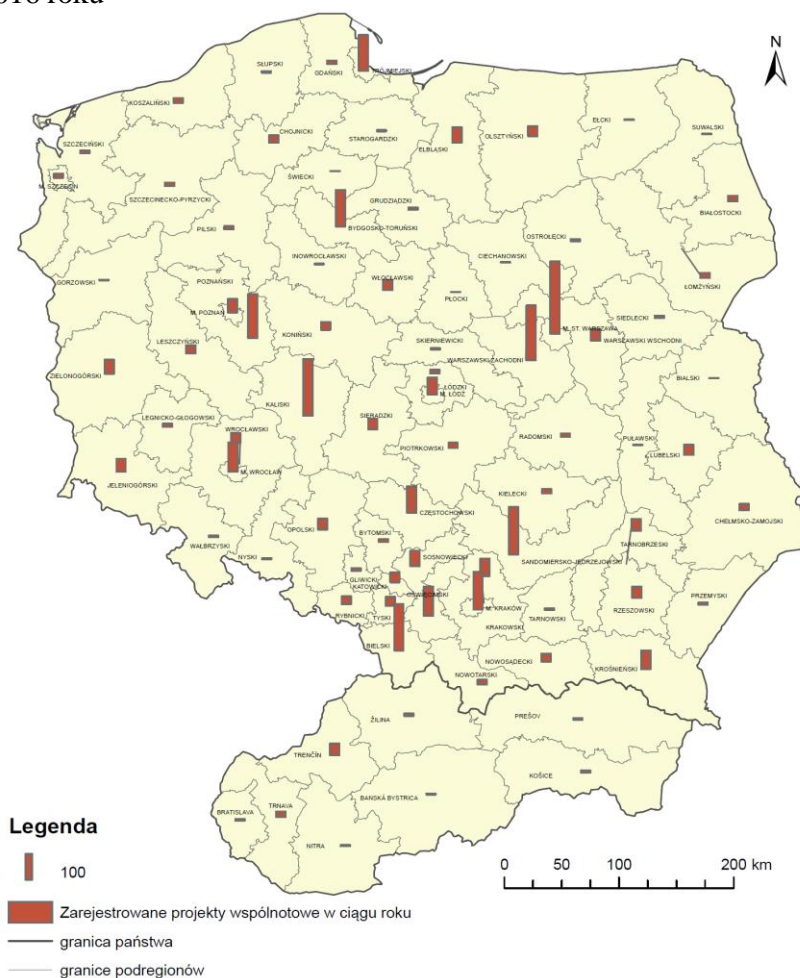 2016 roku
N
SŁUPSKI
GDAŃSKI
TRÓJMIEJSKI
KOSZALIŃSKI
CHOJNICKI
STAROGARDZKI
ELBLĄSKI
OLSZTYŃSKI
EŁCKI
SUWALSKI
SZCZECIŃSKI
M. SZCZECIN
SZCZECINECKO-PYRZYCKI
ŚWIECKI
GRUDZIĄDZKI
BIAŁOSTOCKI
PILSKI
BYDGOSKO-TORUŃSKI
OSTROŁĘCKI
INOWROCŁAWSKI
CIECHANOWSKI
GORZOWSKI
POZNAŃSKI
WŁOCŁAWSKI
PŁOCKI
ŁOMŻYŃSKI
M. POZNAŃ
SIEDLECKI
KONIŃSKI
M. ST. WARSZAWA
LESZCZYŃSKI
SKIERNIEWICKI
WARSZAWSKI WSCHODNI
WARSZAWSKI ZACHODNI
ZIELONOGÓRSKI
BIALSKI
ŁÓDZKI
M. ŁÓDŹ
KALISKI
LEGNICKO-GŁOGOWSKI
SIERADZKI
WROCŁAWSKI
RADOMSKI
PUŁAWSKI
PIOTRKOWSKI
LUBELSKI
M. WROCŁAW
JELENIOGÓRSKI
KIELECKI
CZĘSTOCHOWSKI
CHEŁMSKO-ZAMOJSKI
OPOLSKI
WAŁBRZYSKI
BYTOMSKI
TARNOBRZESKI
NYSKI
SOSNOWIECKI
SANDOMIERSKO-JĘDRZEJOWSKI
GLIWICKI
KATOWICKI
OŚWIĘCIMSKI
PRZEMYSKI
M. KRAKÓW
RZESZOWSKI
RYBNICKI
TYSKI
KRAKOWSKI
TARNOWSKI
BIELSKI
NOWOSĄDECKI
KROŚNIEŃSKI
NOWOTARSKI
ŽILINA
PREŠOV
TRENČÍN
KOŠICE
BANSKÁ BYSTRICA
BRATISLAVA
TRNAVA
NITRA
Legenda
100
0 50 100 200 km
Zarejestrowane projekty wspólnotowe w ciągu roku
granica państwa
granice podregionów